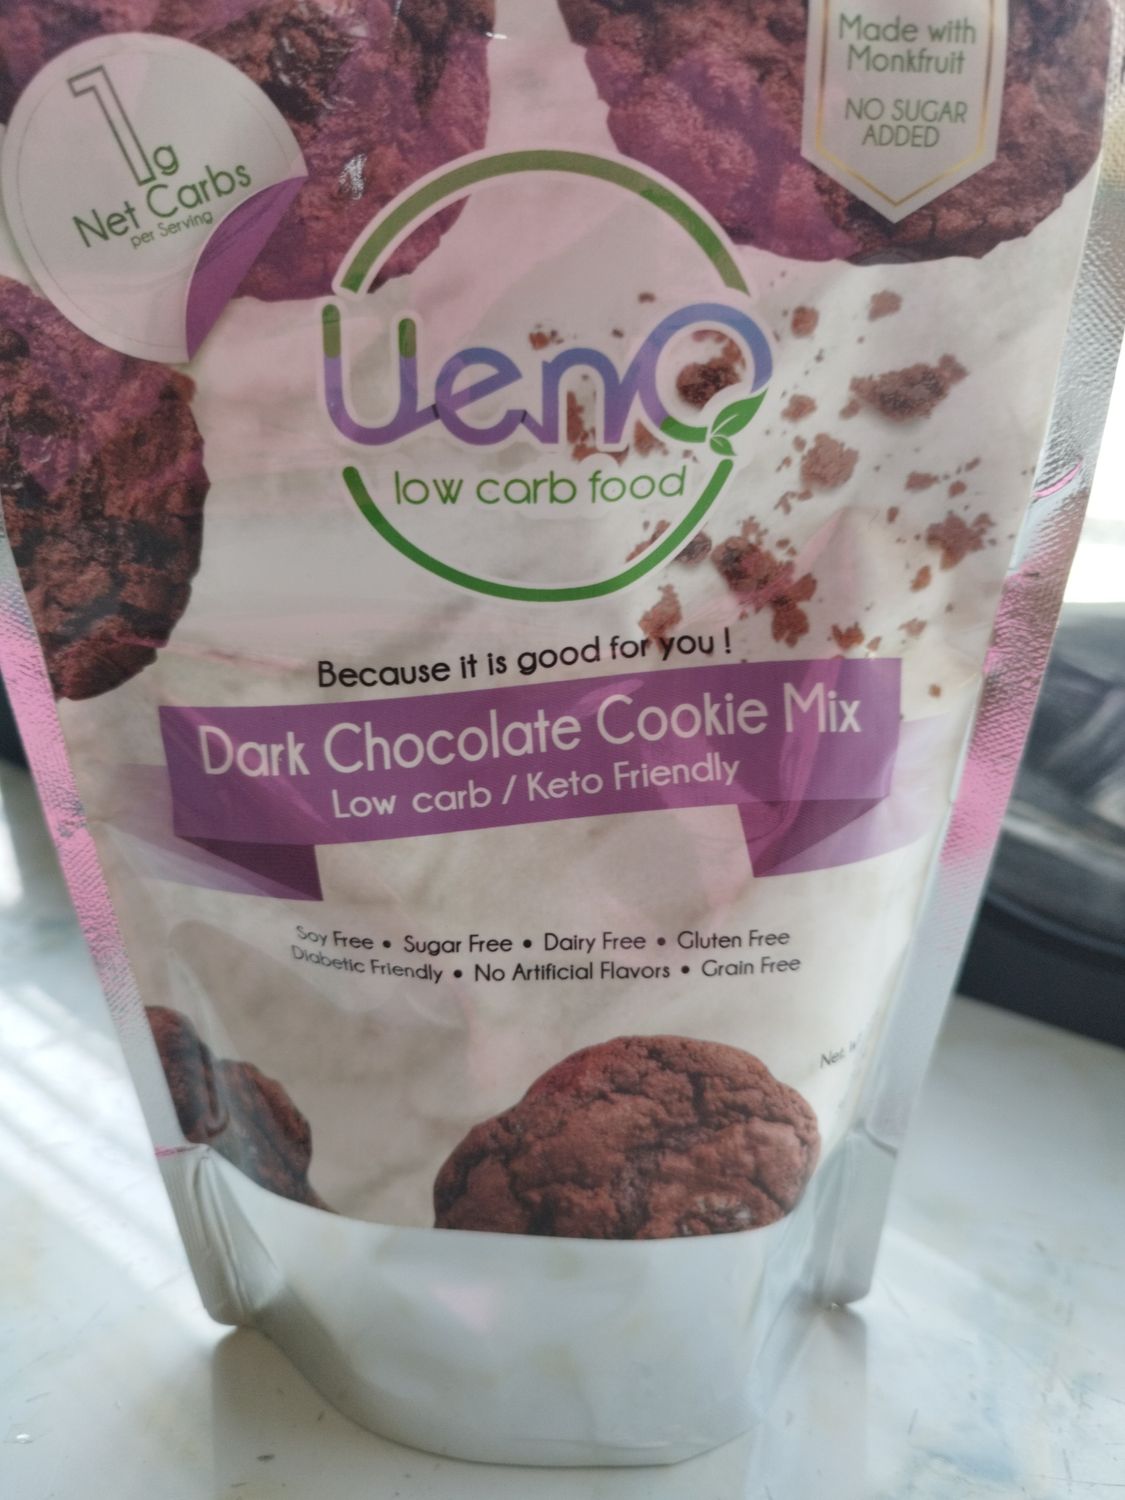 1g
Net Carbs
per Serving
Made with
Monkfruit
NO SUGAR
ADDED
UenO
low carb food
Because it is good for you !
Dark Chocolate Cookie Mix
Low carb / Keto Friendly
Soy Free • Sugar Free • Dairy Free • Gluten Free
Diabetic Friendly • No Artificial Flavors • Grain Free
Net